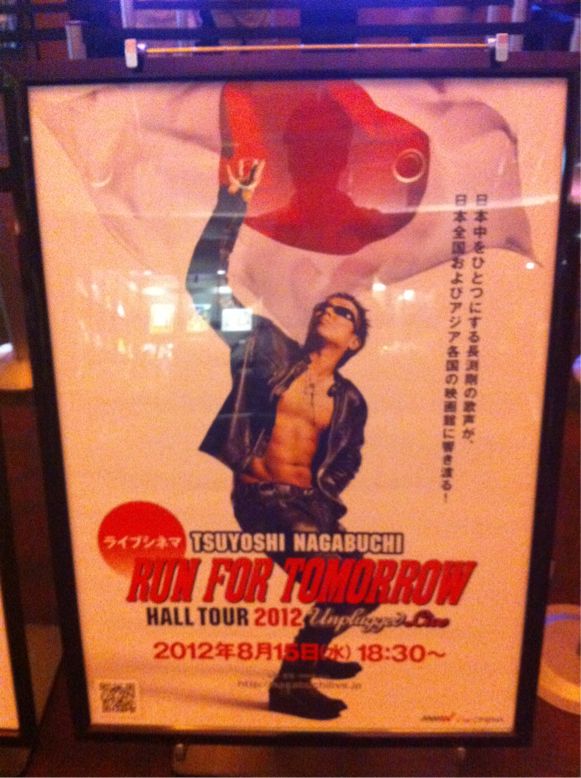 日本中をひとつにする長渕剛の歌声が、
日本全国およびアジア各国の映画館に響き渡る！
ライブシネマ
TSUYOSHI NAGABUCHI
RUN FOR TOMORROW
HALL TOUR 2012 Unplugged Live
2012年8月15日(水) 18:30〜